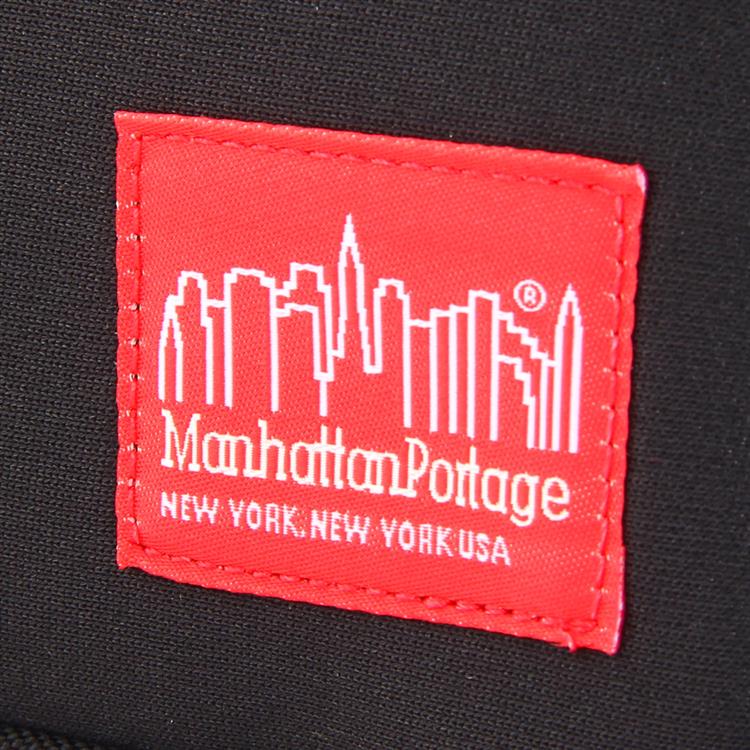 ®
ManhattanPortage
NEW YORK, NEW YORK USA